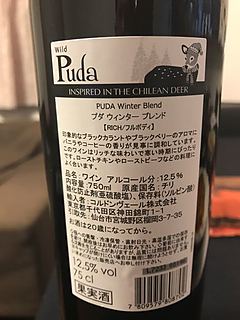 Wild
Puda
INSPIRED IN THE CHILEAN DEER
PUDA Winter Blend
プダ ウィンター ブレンド
【RICH/フルボディ】
印象的なブラックカラントやブラックベリーのアロマに
バニラやコーヒーの香りが見事に調和しています。
このワインはリッチな味わいで寒い時期にぴったり
です。ローストチキンやローストビーフなどの料理に
よく合います。
品名：ワイン アルコール分：12.5%
内容量：750ml 原産国名：チリ
酸化防止剤(亜硫酸塩)、保存料(ソルビン酸)
輸入者：コルドンヴェール株式会社
東京都千代田区神田錦町1-1
引取先：仙台市宮城野区榴岡3-7-35
お酒は20歳になってから。
12.5% vol
75 cl
果実酒